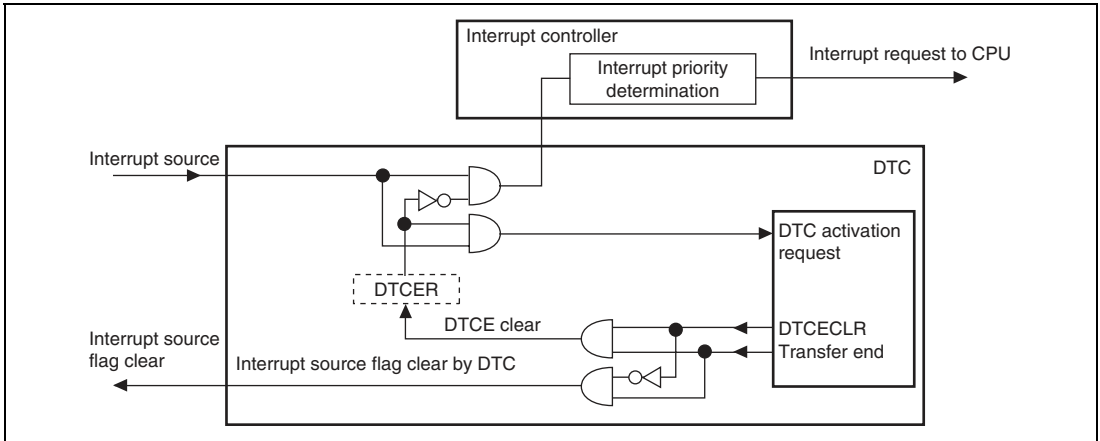 Interrupt controller
Interrupt priority
determination
Interrupt request to CPU
Interrupt source
DTC
DTC activation
request
DTCER
DTCE clear
DTCECLR
Transfer end
Interrupt source
flag clear
Interrupt source flag clear by DTC